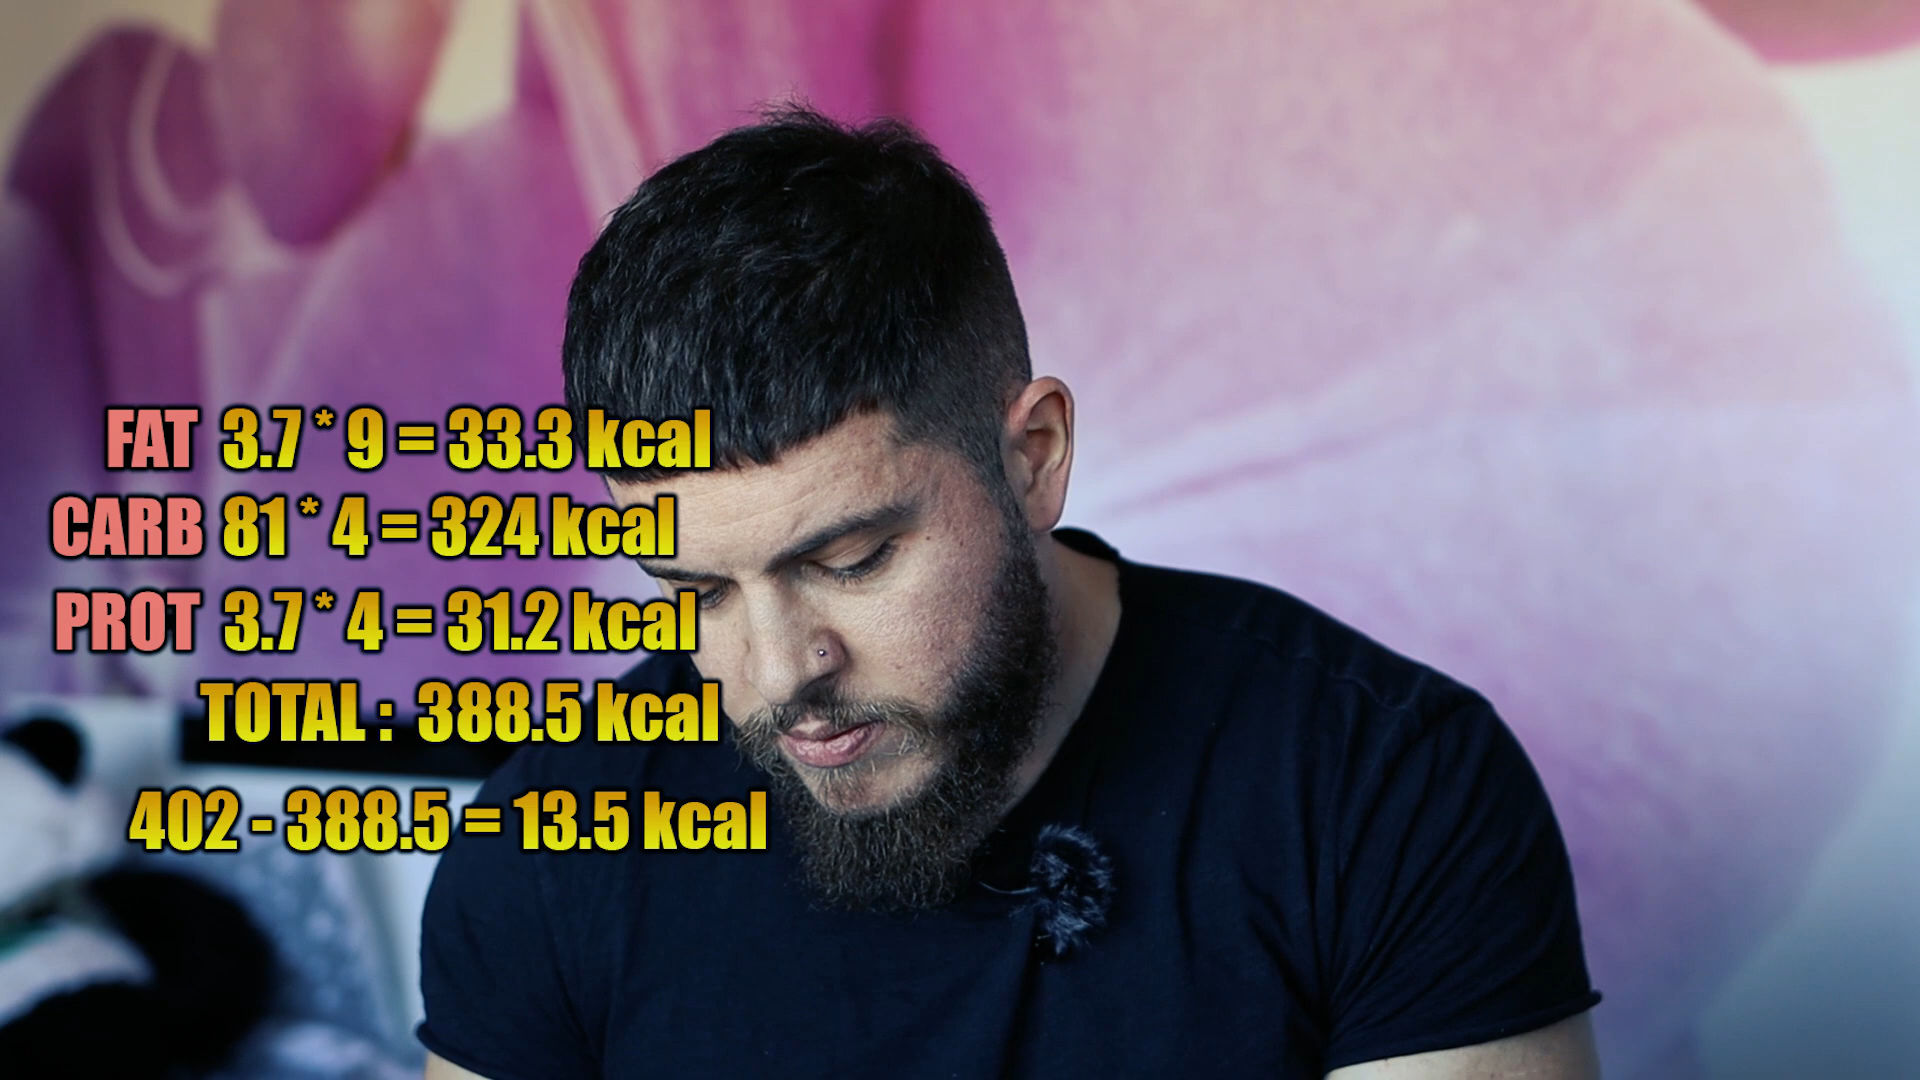 FAT 3.7 * 9 = 33.3 kcal
CARB 81 * 4 = 324 kcal
PROT 3.7 * 4 = 31.2 kcal
TOTAL : 388.5 kcal
402 - 388.5 = 13.5 kcal